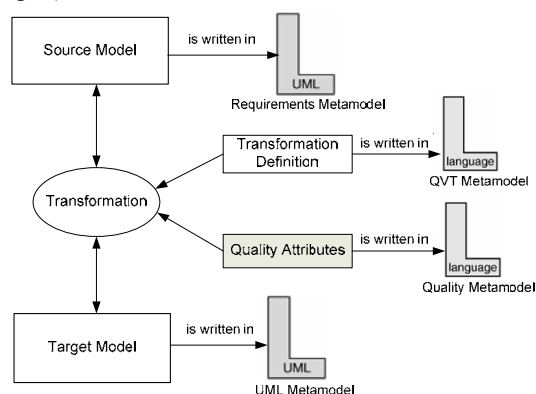 Source Model
is written in
UML
Requirements Metamodel
Transformation
Definition
is written in
language
QVT Metamodel
Transformation
Quality Attributes
is written in
language
Quality Metamodel
Target Model
is written in
UML
UML Metamodel